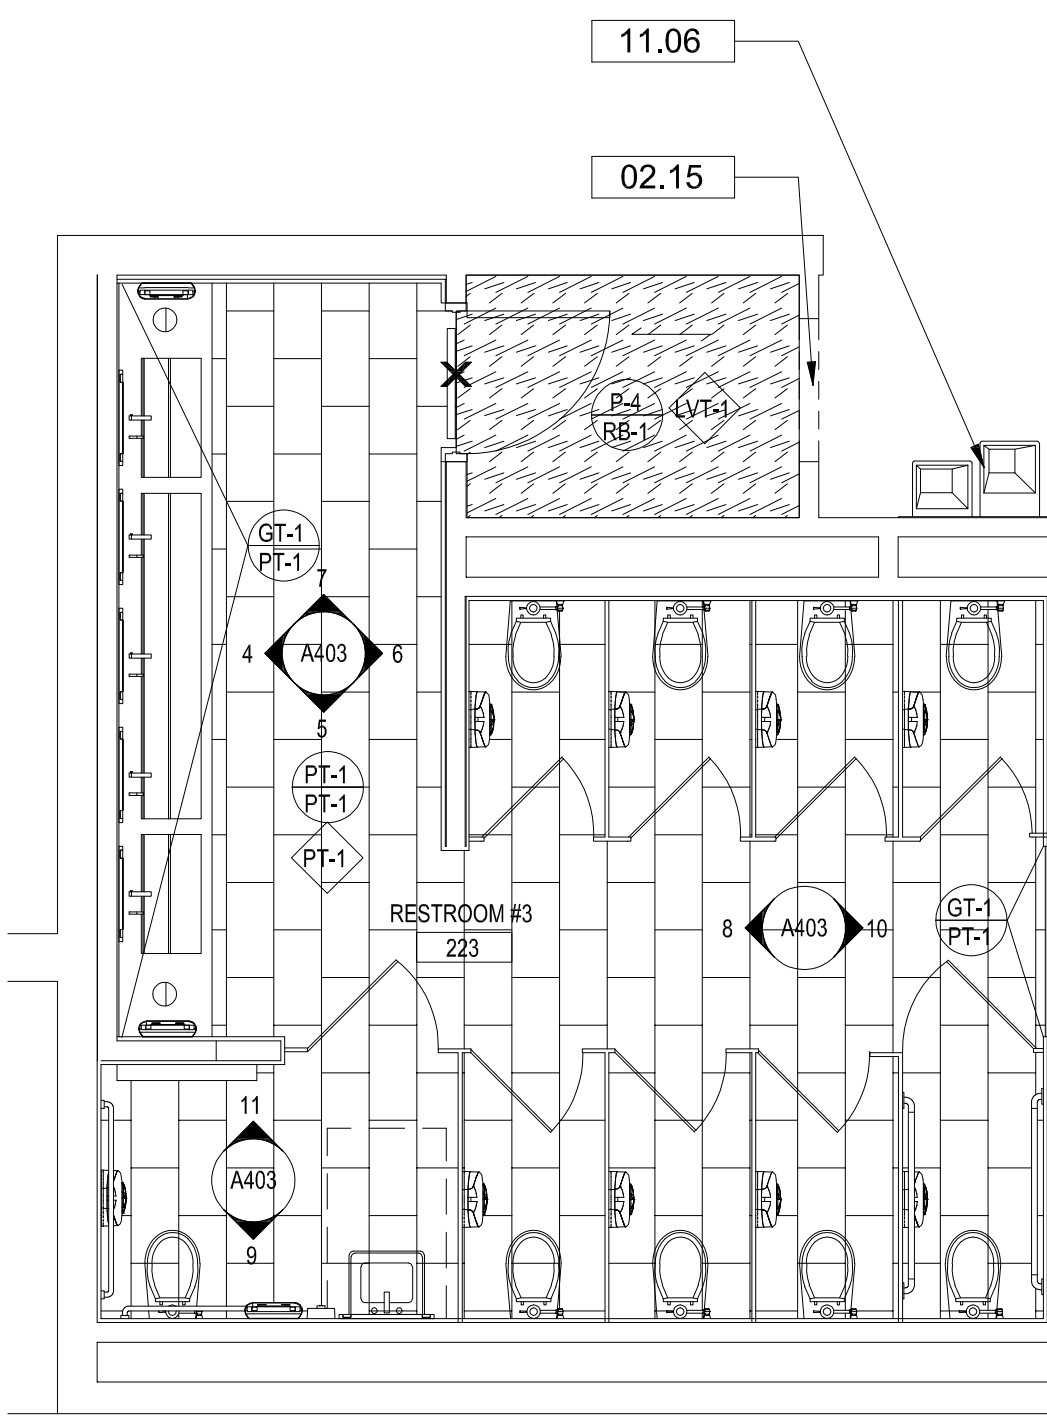 11.06
02.15
P-4
RB-1
LVT-1
GT-1
PT-1
7
4
A403
6
5
PT-1
PT-1
PT-1
RESTROOM #3
223
8
A403
10
GT-1
PT-1
11
A403
9